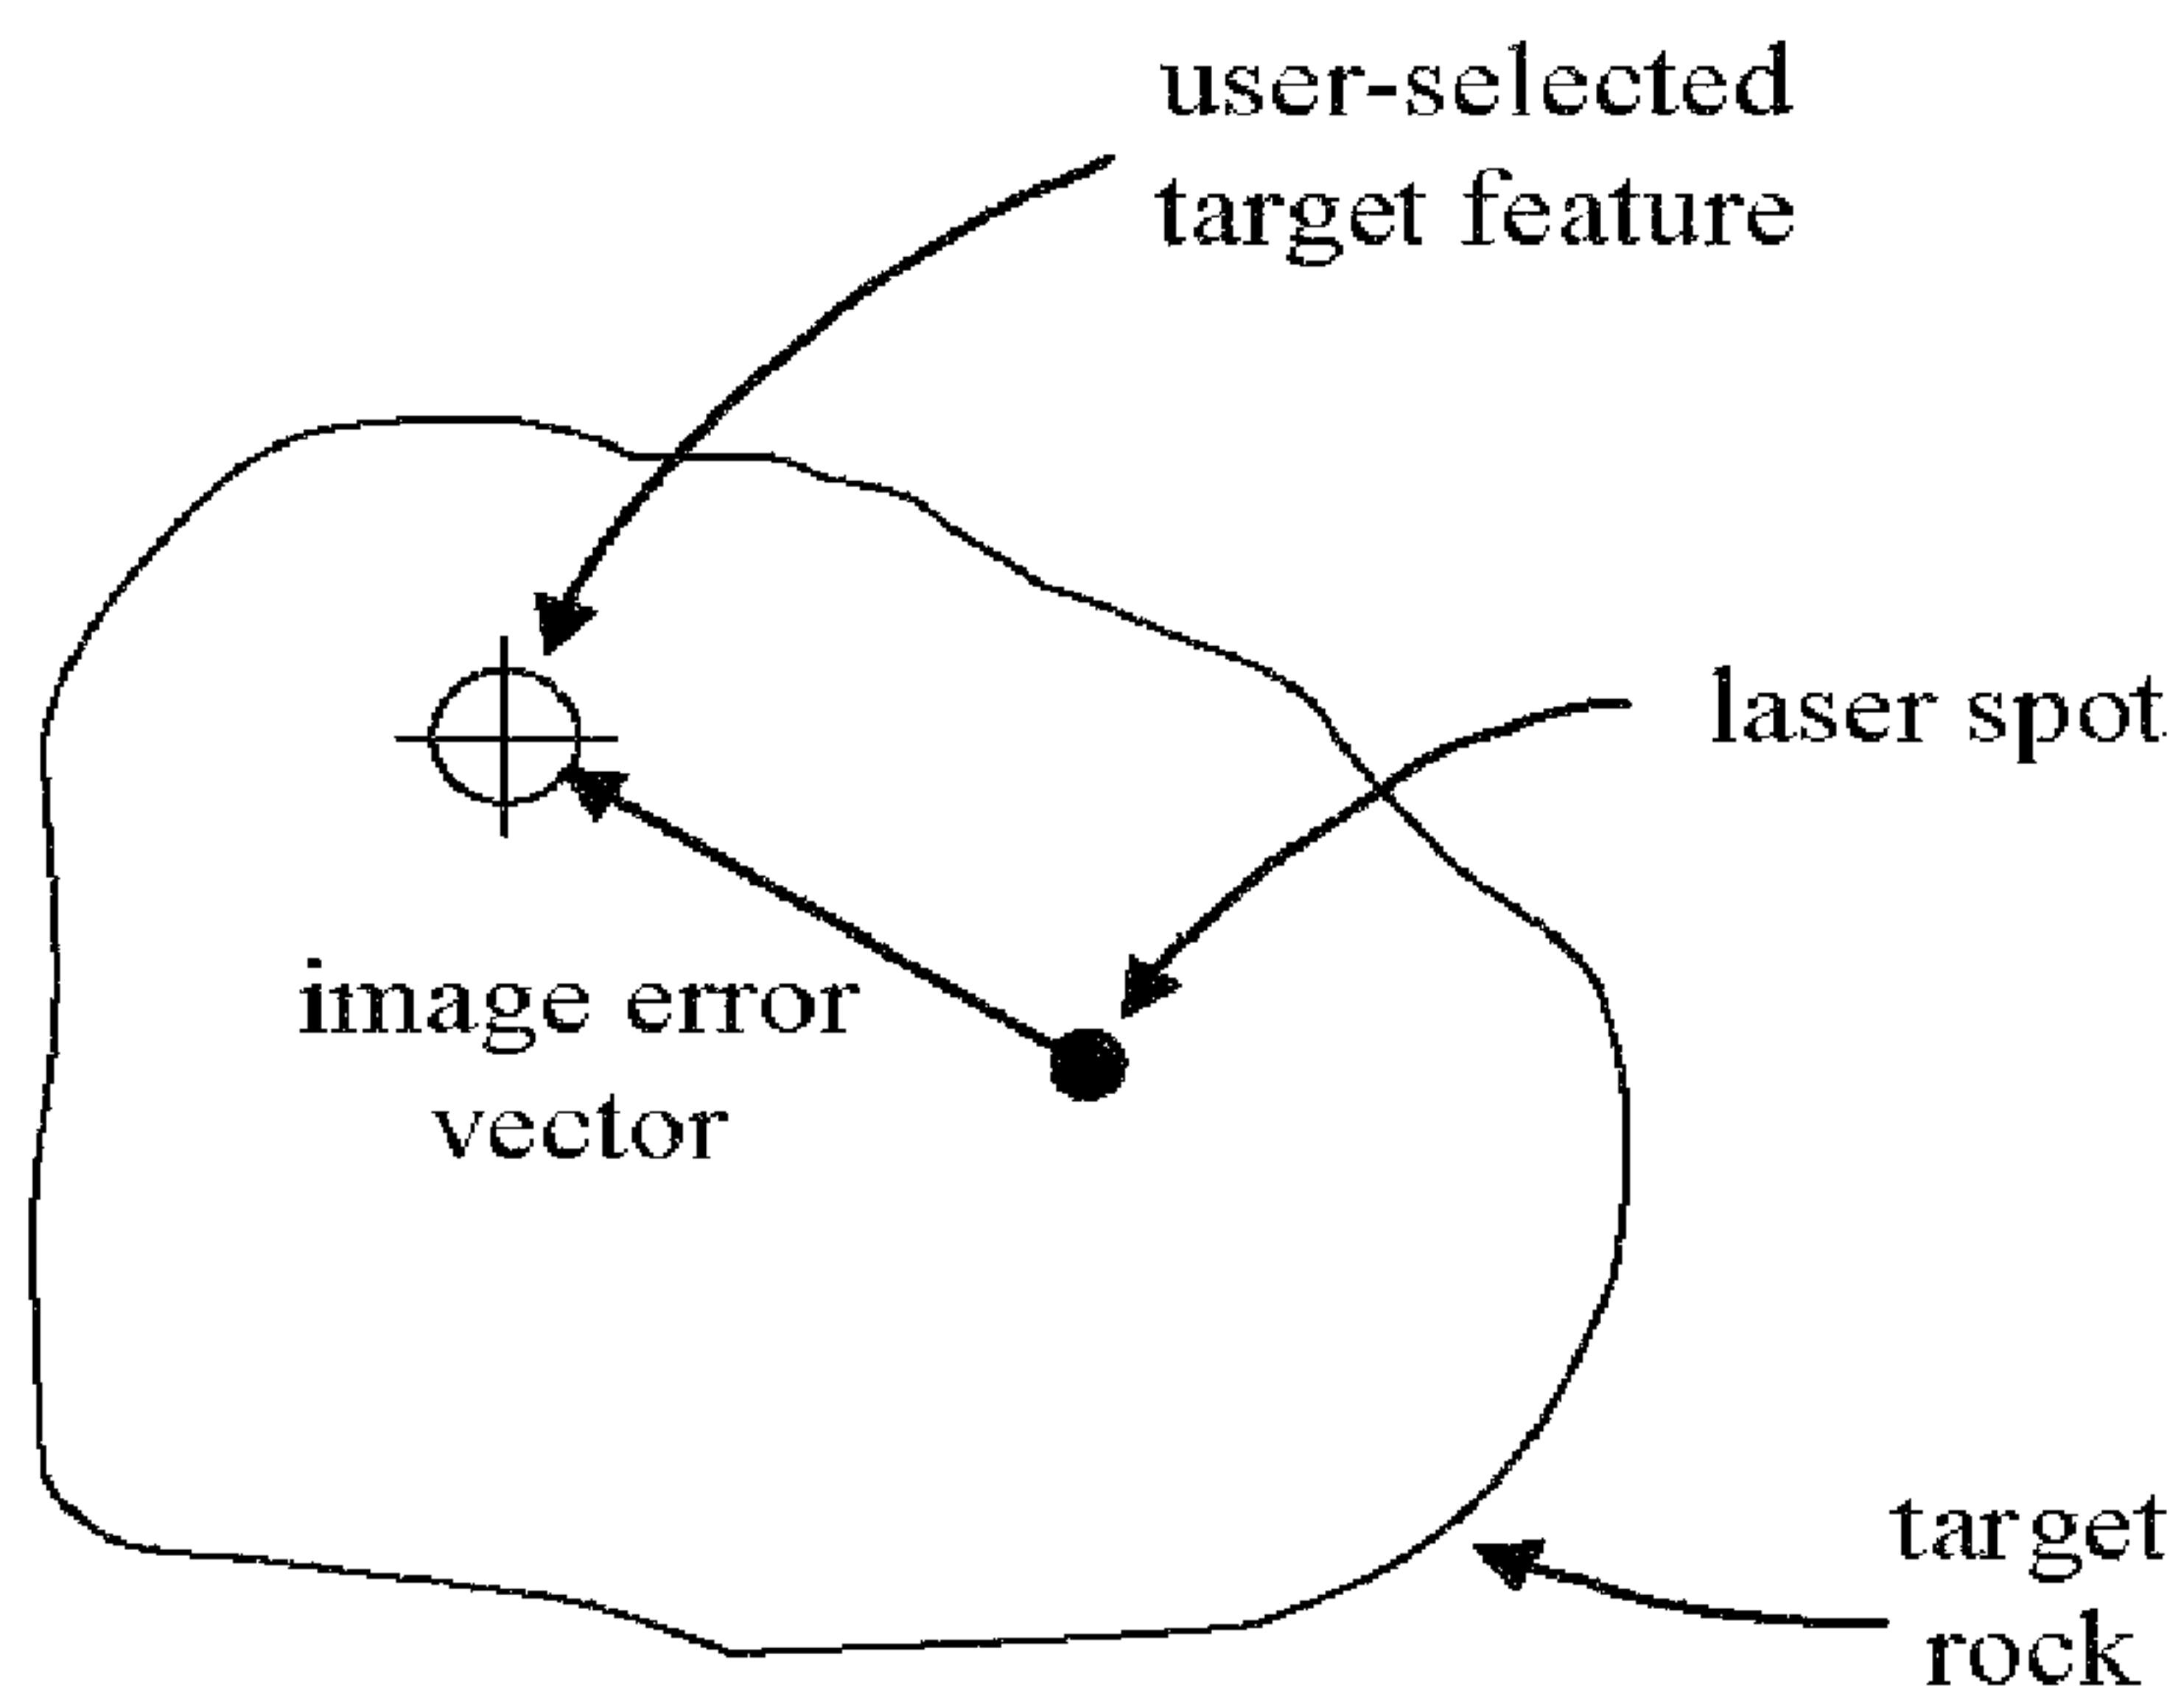 user-selected
target feature
laser spot
image error
vector
target
rock